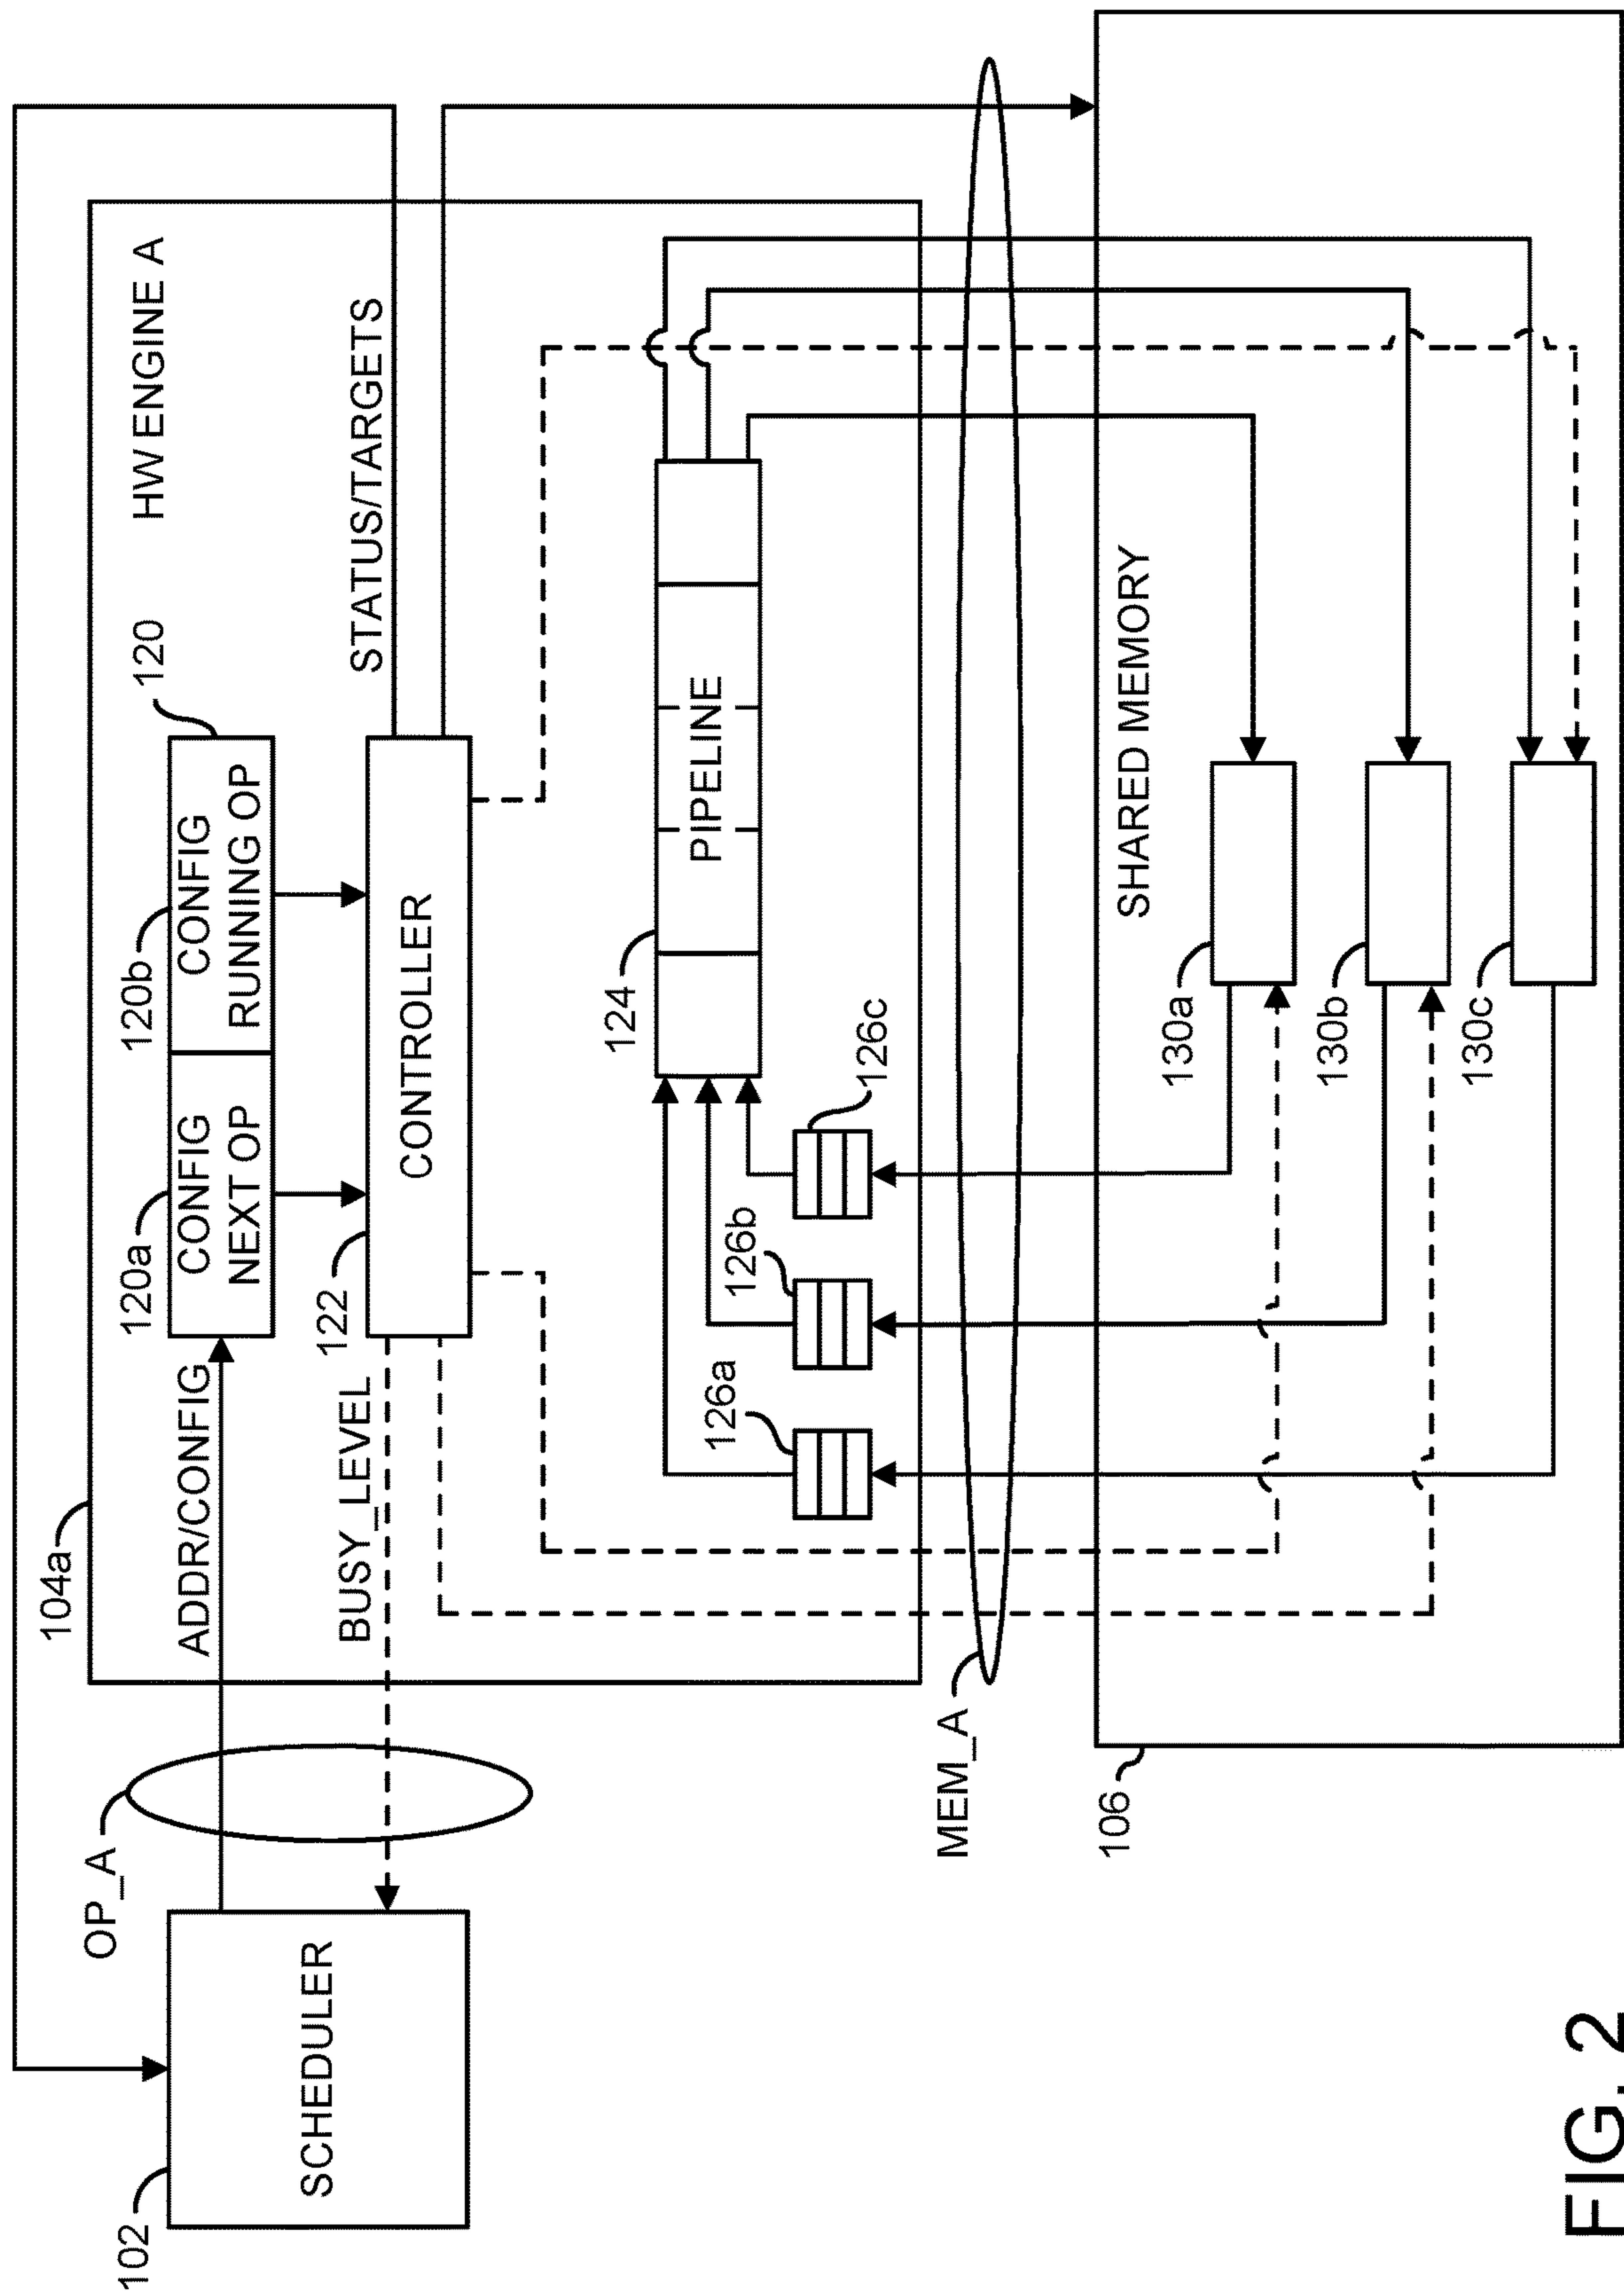 102
SCHEDULER
OP_A
104a
HW ENGINE A
ADDR/CONFIG
120a
CONFIG
NEXT OP
120b
CONFIG
RUNNING OP
120
BUSY_LEVEL
122
CONTROLLER
STATUS/TARGETS
124
PIPELINE
126a
126b
126c
MEM_A
106
SHARED MEMORY
130a
130b
130c
FIG. 2